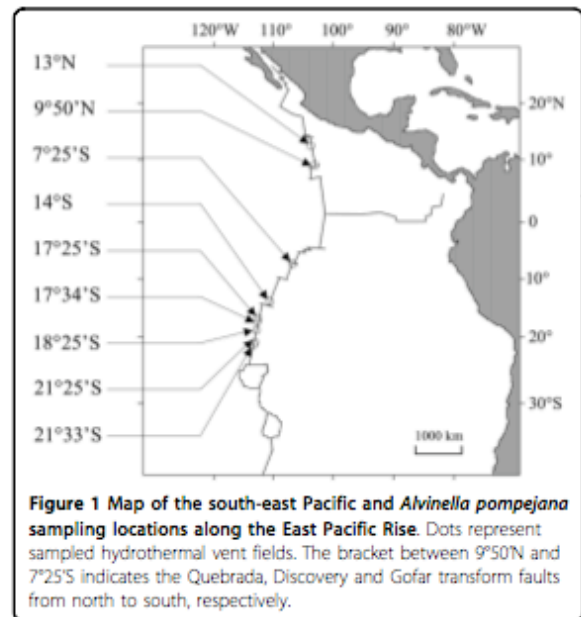 120°W
100°W
80°W
13°N
9°50'N
7°25'S
14°S
17°25'S
17°34'S
18°25'S
21°25'S
21°33'S
20°N
10°
0
10°
20°
30°S
1000 km
Figure 1 Map of the south-east Pacific and Alvinella pompejana
sampling locations along the East Pacific Rise. Dots represent
sampled hydrothermal vent fields. The bracket between 9°50'N and
7°25'S indicates the Quebrada, Discovery and Gofar transform faults
from north to south, respectively.